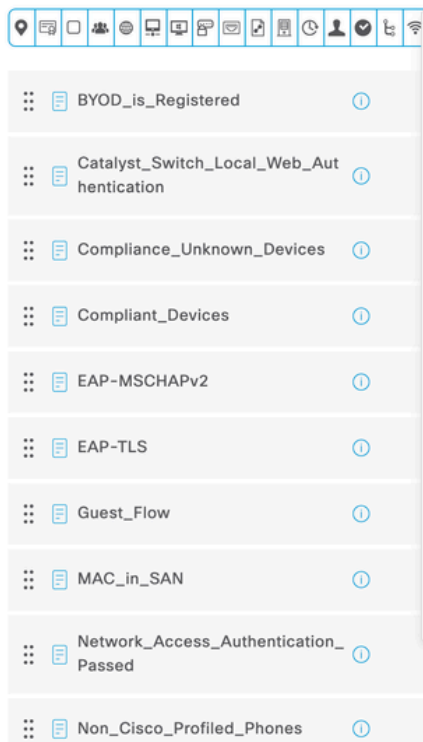 BYOD_is_Registered
Catalyst_Switch_Local_Web_Aut
hentication
Compliance_Unknown_Devices
Compliant_Devices
EAP-MSCHAPv2
EAP-TLS
Guest_Flow
MAC_in_SAN
Network_Access_Authentication_
Passed
Non_Cisco_Profiled_Phones